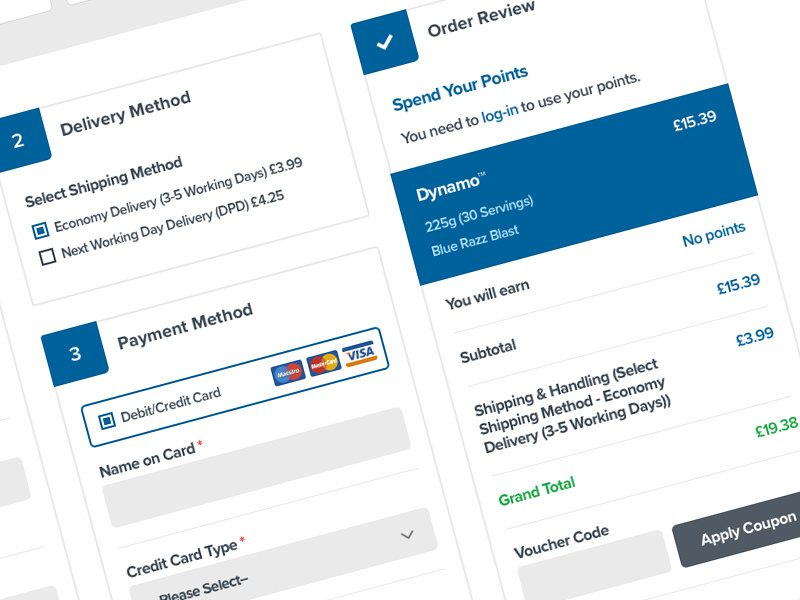 2
Delivery Method
Select Shipping Method
Economy Delivery (3-5 Working Days) £3.99
Next Working Day Delivery (DPD) £4.25
3
Payment Method
Debit/Credit Card
Maestro
MasterCard
VISA
Name on Card *
Credit Card Type *
Please Select--
Order Review
Spend Your Points
You need to log-in to use your points.
Dynamo™ £15.39
225g (30 Servings)
Blue Razz Blast
You will earn No points
Subtotal £15.39
Shipping & Handling (Select £3.99
Shipping Method - Economy
Delivery (3-5 Working Days))
Grand Total £19.38
Voucher Code
Apply Coupon